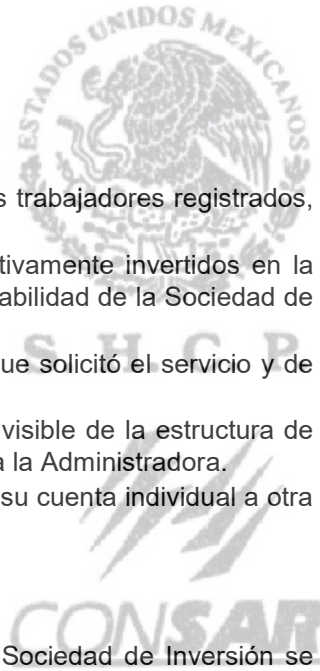 ESTADOS UNIDOS MEXICANOS
s trabajadores registrados,
tivamente invertidos en la
abilidad de la Sociedad de
S. H. C. P.
ue solicitó el servicio y de
visible de la estructura de
a la Administradora.
su cuenta individual a otra
CONSAR
Sociedad de Inversión se